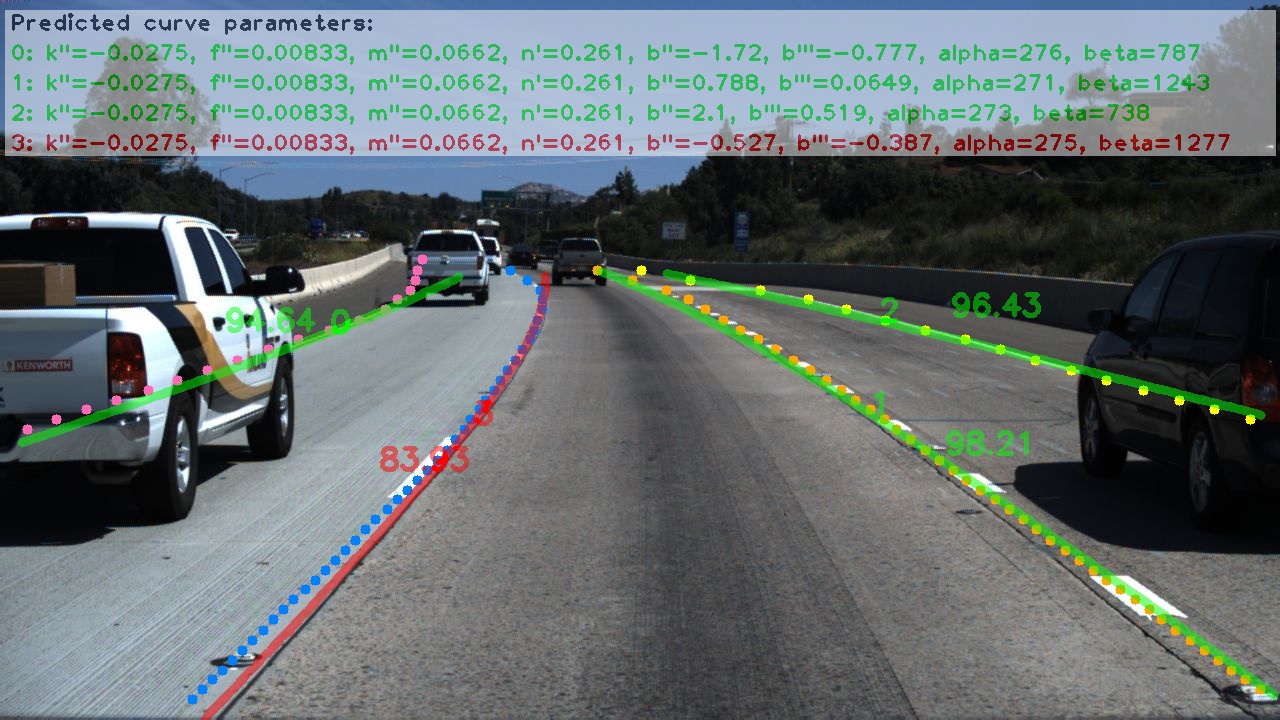 Predicted curve parameters:
0: k''=-0.0275, f''=0.00833, m''=0.0662, n'=0.261, b''=-1.72, b'''=-0.777, alpha=276, beta=787
1: k''=-0.0275, f''=0.00833, m''=0.0662, n'=0.261, b''=0.788, b'''=0.0649, alpha=271, beta=1243
2: k''=-0.0275, f''=0.00833, m''=0.0662, n'=0.261, b''=2.1, b'''=0.519, alpha=273, beta=738
3: k''=-0.0275, f''=0.00833, m''=0.0662, n'=0.261, b''=-0.527, b'''=-0.387, alpha=275, beta=1277
94.64 0
2 96.43
KENWORTH
3
1
83.93
98.21